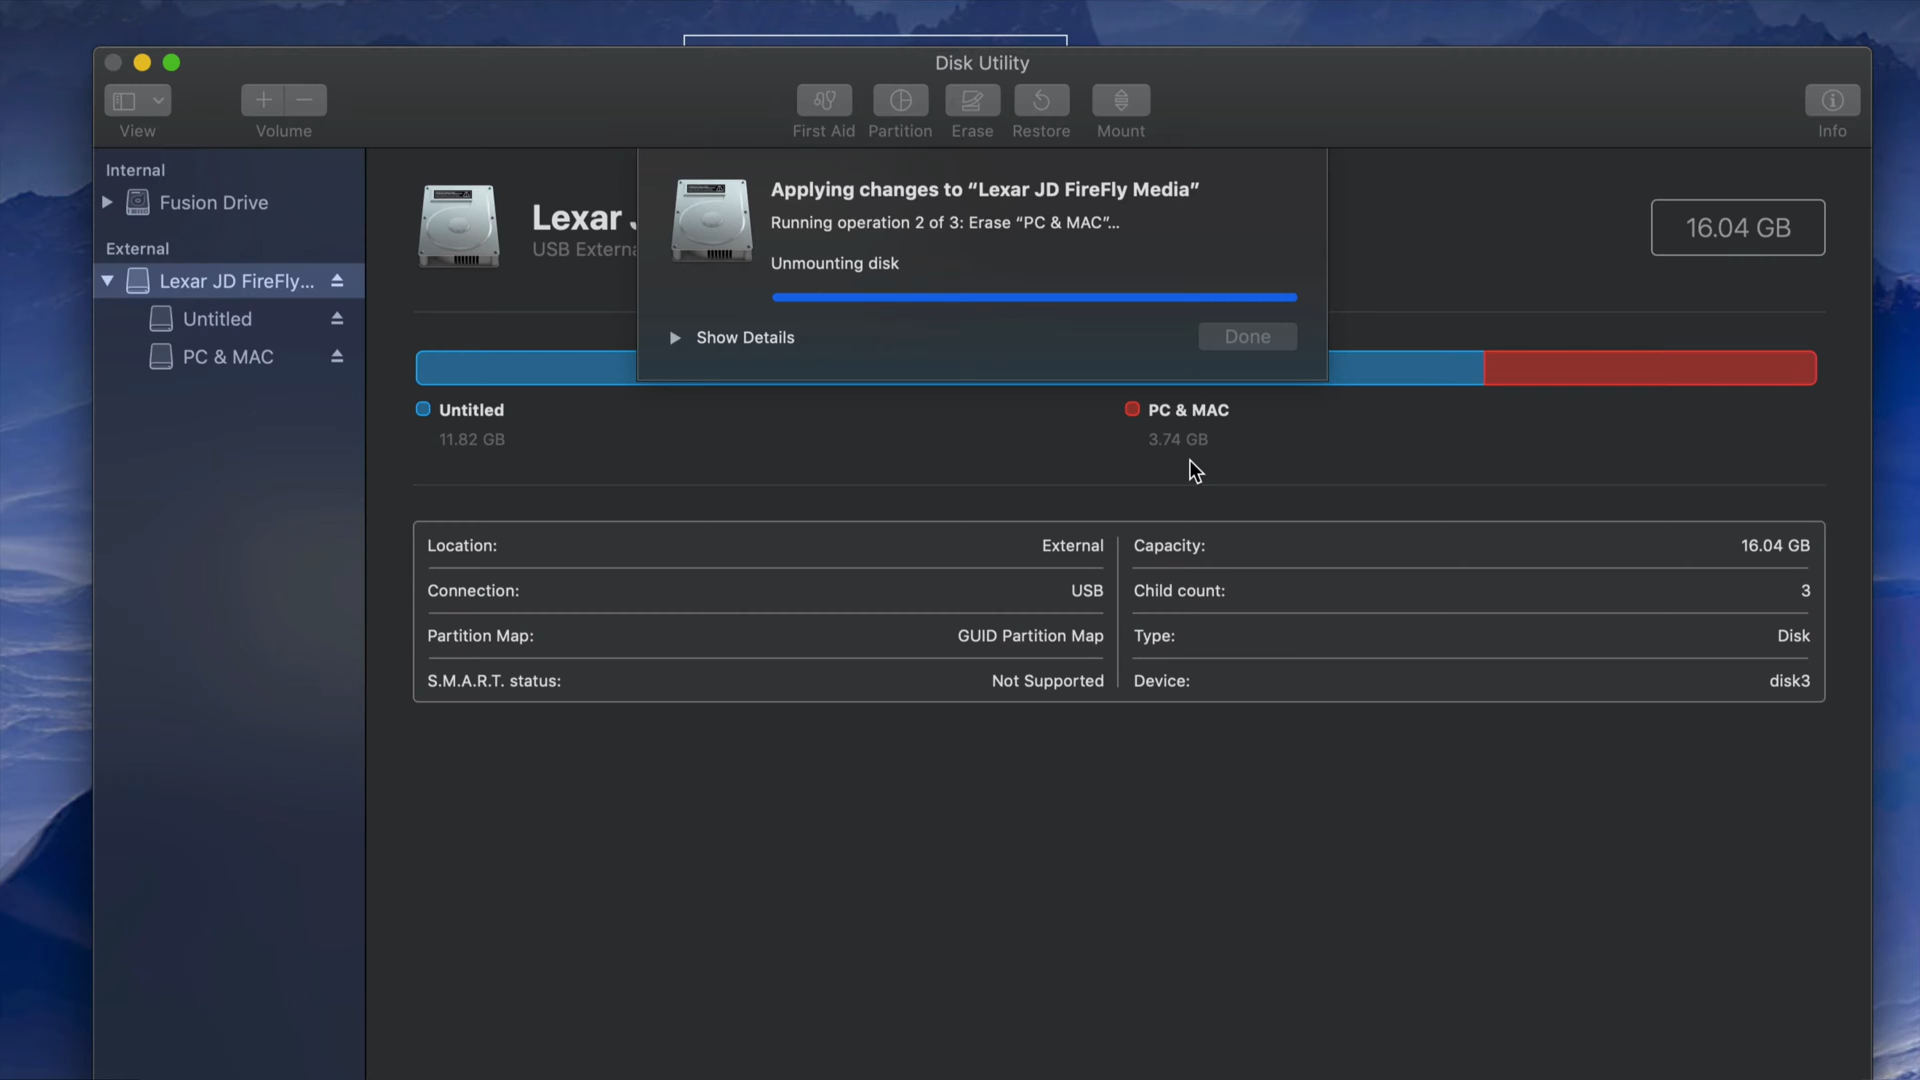 Disk Utility
View
Volume
First Aid
Partition
Erase
Restore
Mount
Info
Internal
Fusion Drive
External
Lexar JD FireFly...
Untitled
PC & MAC
Lexar
USB Externa
16.04 GB
Applying changes to “Lexar JD FireFly Media”
Running operation 2 of 3: Erase “PC & MAC”...
Unmounting disk
Show Details
Done
Untitled
11.82 GB
PC & MAC
3.74 GB
Location: External
Connection: USB
Partition Map: GUID Partition Map
S.M.A.R.T. status: Not Supported
Capacity: 16.04 GB
Child count: 3
Type: Disk
Device: disk3